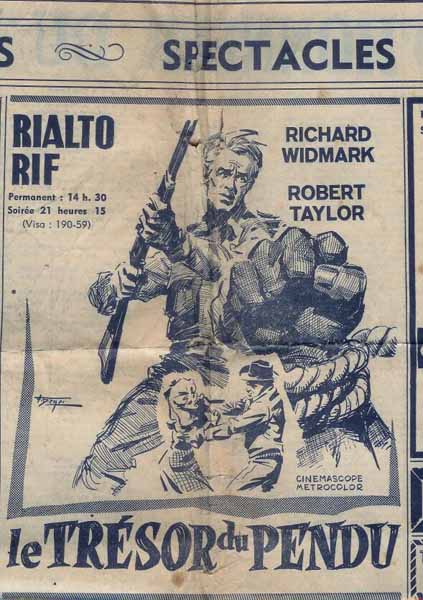 S
SPECTACLES
RIALTO
RIF
Permanent : 14 h. 30
Soirée 21 heures 15
(Visa : 190-59)
RICHARD
WIDMARK
ROBERT
TAYLOR
CINEMASCOPE
METROCOLOR
le TRÉSOR du PENDU